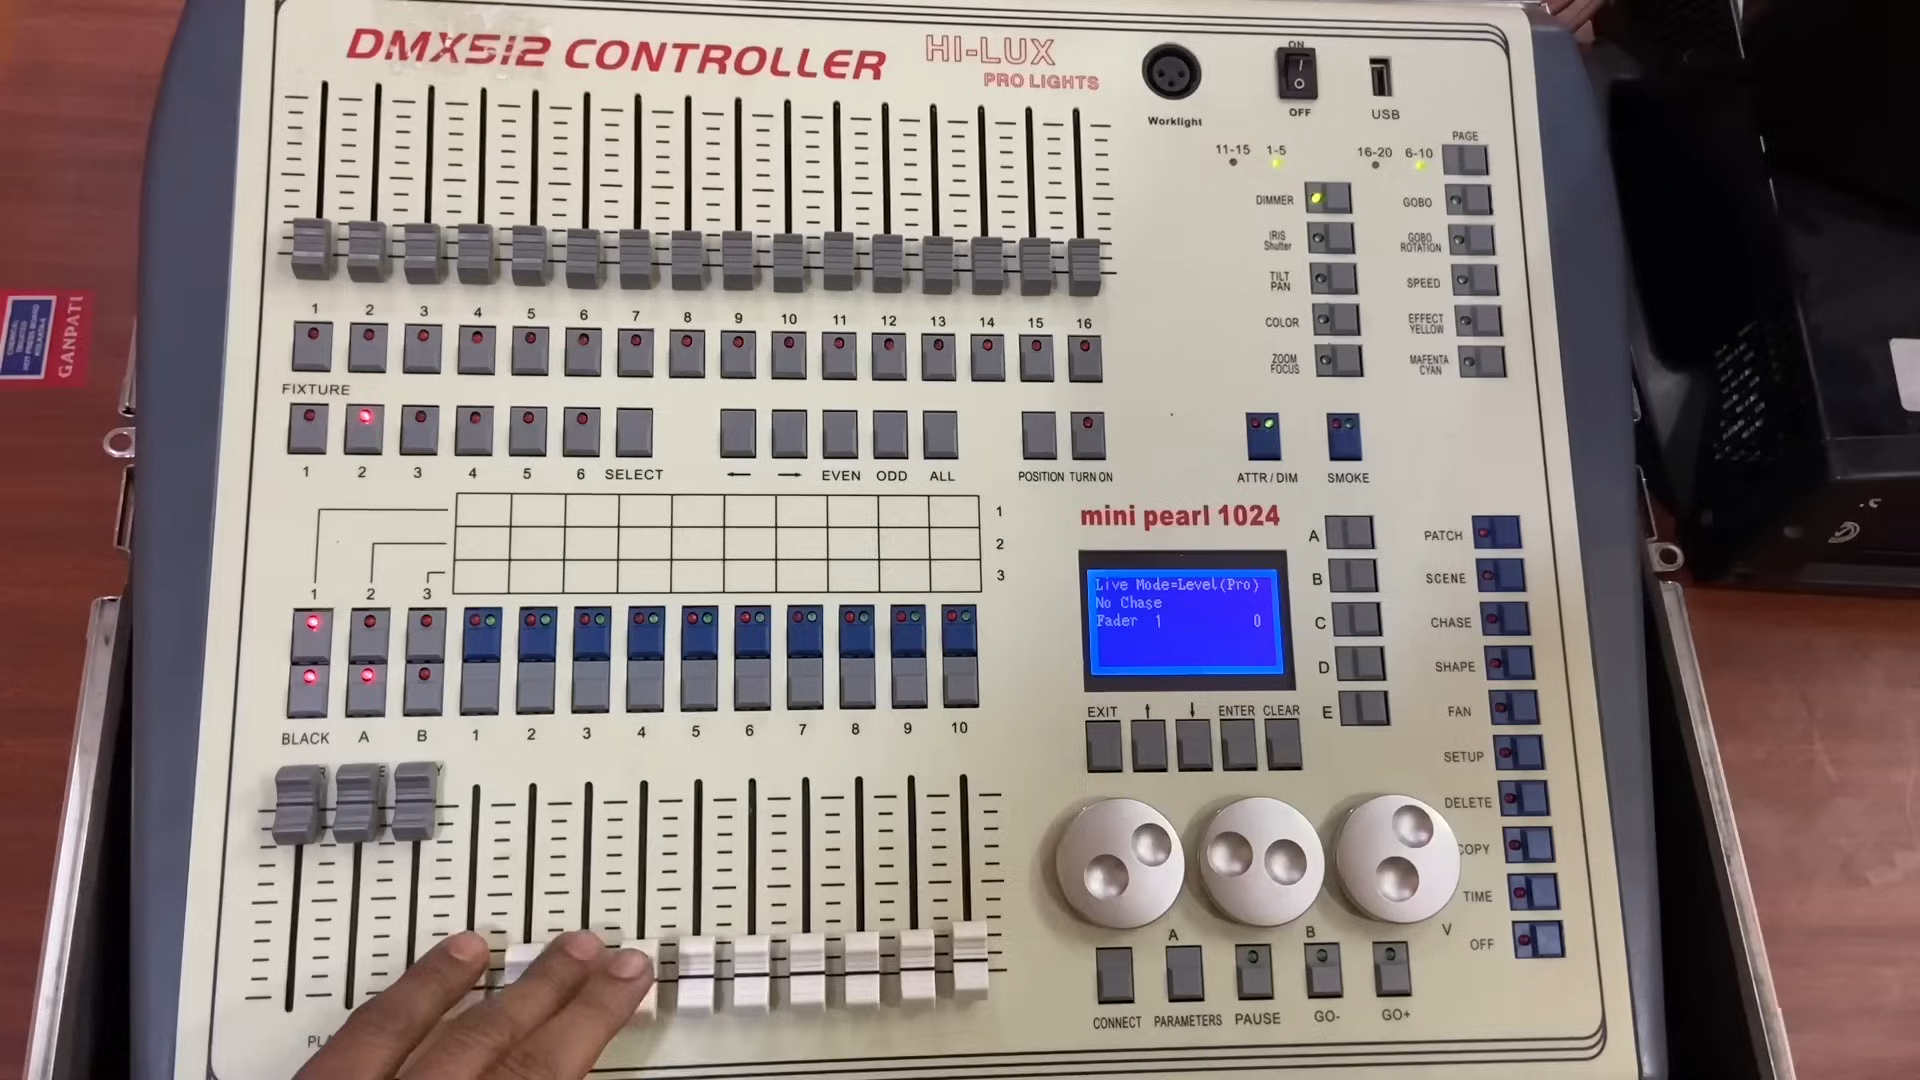 DMX512 CONTROLLER
HI-LUX
PRO LIGHTS
Worklight
ON
OFF
USB
PAGE
11-15 1-5 16-20 6-10
DIMMER
GOBO
IRIS
Shutter
GOBO
ROTATION
TILT
PAN
SPEED
COLOR
EFFECT
YELLOW
ZOOM
FOCUS
MAFENTA
CYAN
1 2 3 4 5 6 7 8 9 10 11 12 13 14 15 16
FIXTURE
1 2 3 4 5 6 SELECT EVEN ODD ALL POSITION TURN ON ATTR / DIM SMOKE
1
2
3
1 2 3
BLACK A B 1 2 3 4 5 6 7 8 9 10
mini pearl 1024
Live Mode=Level(Pro)
No Chase
Fader 1 0
A
B
C
D
E
PATCH
SCENE
CHASE
SHAPE
FAN
SETUP
DELETE
COPY
TIME
OFF
EXIT ↑ ↓ ENTER CLEAR
A B V
CONNECT PARAMETERS PAUSE GO- GO+
GANPATI